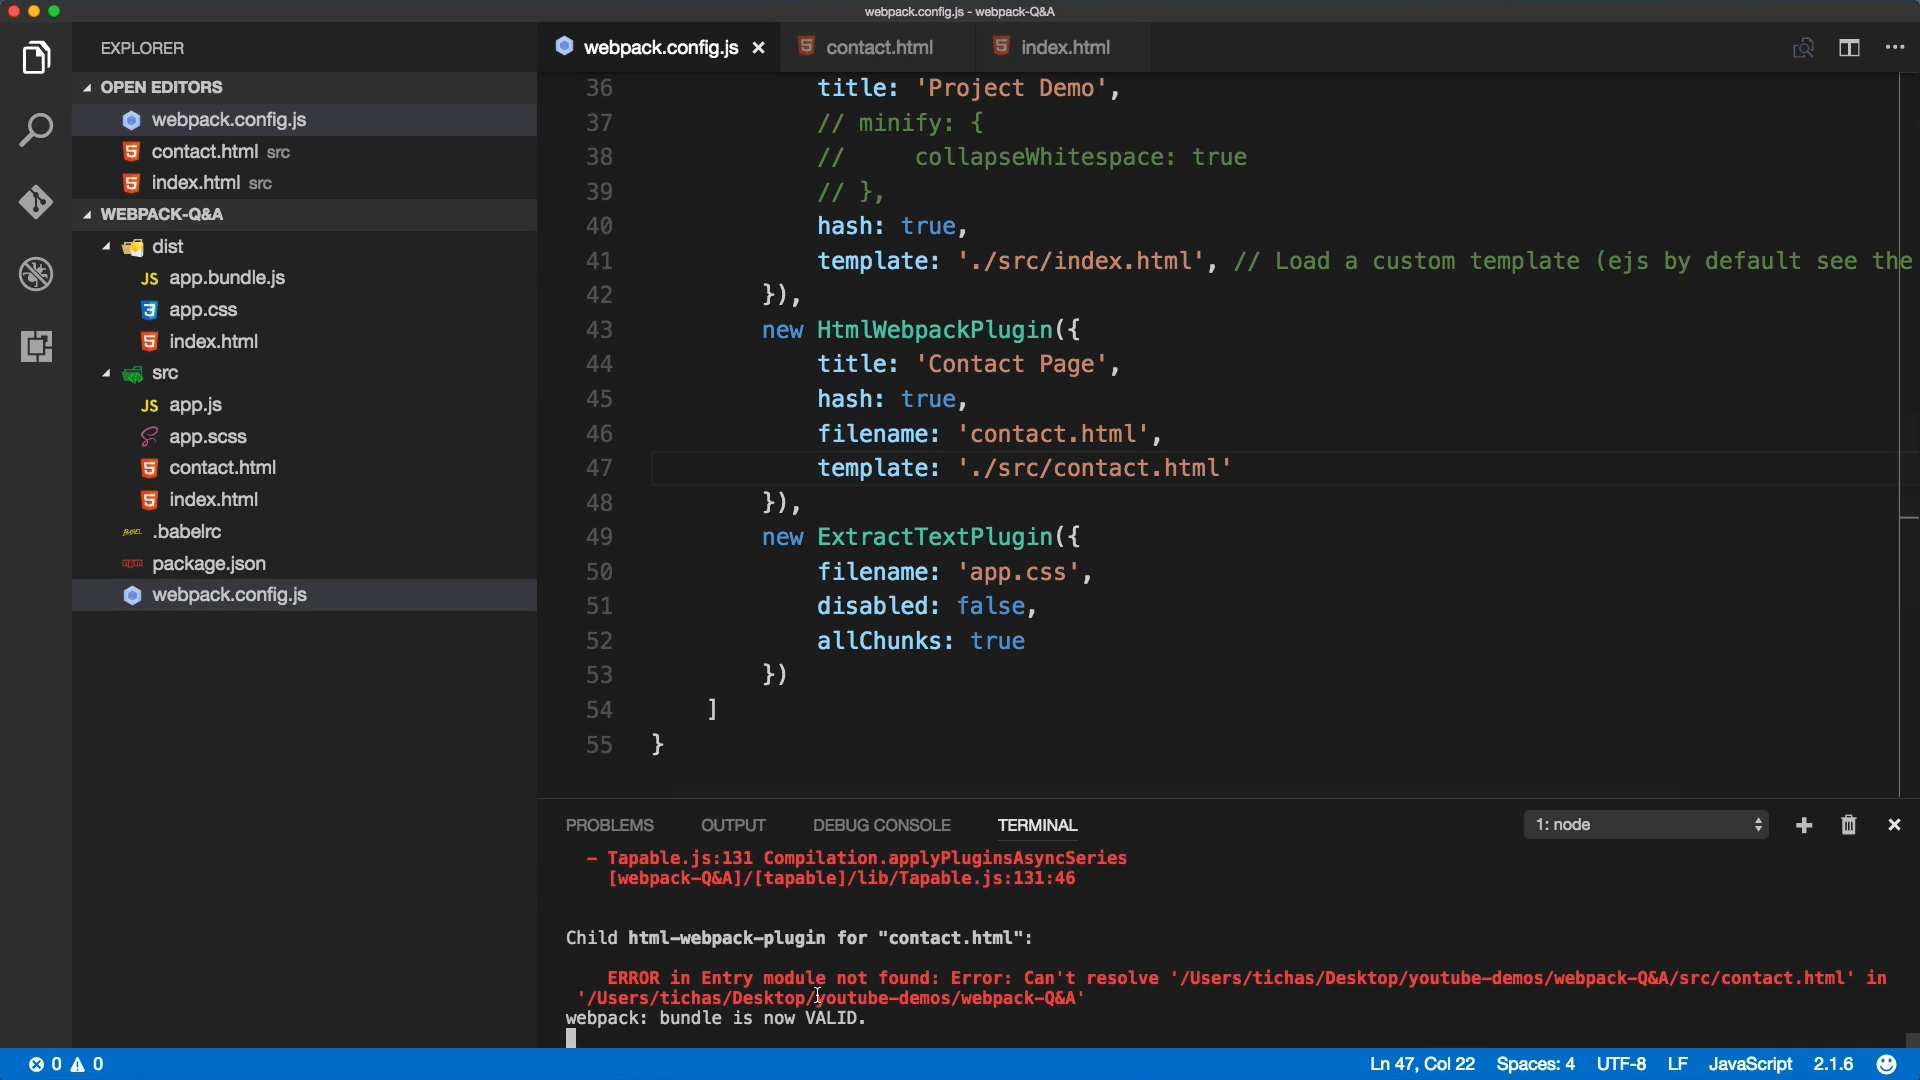 webpack.config.js - webpack-Q&A
EXPLORER
OPEN EDITORS
webpack.config.js
contact.html src
index.html src
WEBPACK-Q&A
dist
JS app.bundle.js
app.css
index.html
src
JS app.js
app.scss
contact.html
index.html
.babelrc
package.json
webpack.config.js
webpack.config.js ×
contact.html
index.html
36 title: 'Project Demo',
37 // minify: {
38 //     collapseWhitespace: true
39 // },
40 hash: true,
41 template: './src/index.html', // Load a custom template (ejs by default see the
42 }),
43 new HtmlWebpackPlugin({
44 title: 'Contact Page',
45 hash: true,
46 filename: 'contact.html',
47 template: './src/contact.html'
48 }),
49 new ExtractTextPlugin({
50 filename: 'app.css',
51 disabled: false,
52 allChunks: true
53 })
54 ]
55 }
PROBLEMS OUTPUT DEBUG CONSOLE TERMINAL 1: node
- Tapable.js:131 Compilation.applyPluginsAsyncSeries
[webpack-Q&A]/[tapable]/lib/Tapable.js:131:46
Child html-webpack-plugin for "contact.html":
ERROR in Entry module not found: Error: Can't resolve '/Users/tichas/Desktop/youtube-demos/webpack-Q&A/src/contact.html' in
'/Users/tichas/Desktop/youtube-demos/webpack-Q&A'
webpack: bundle is now VALID.
0 0 Ln 47, Col 22 Spaces: 4 UTF-8 LF JavaScript 2.1.6